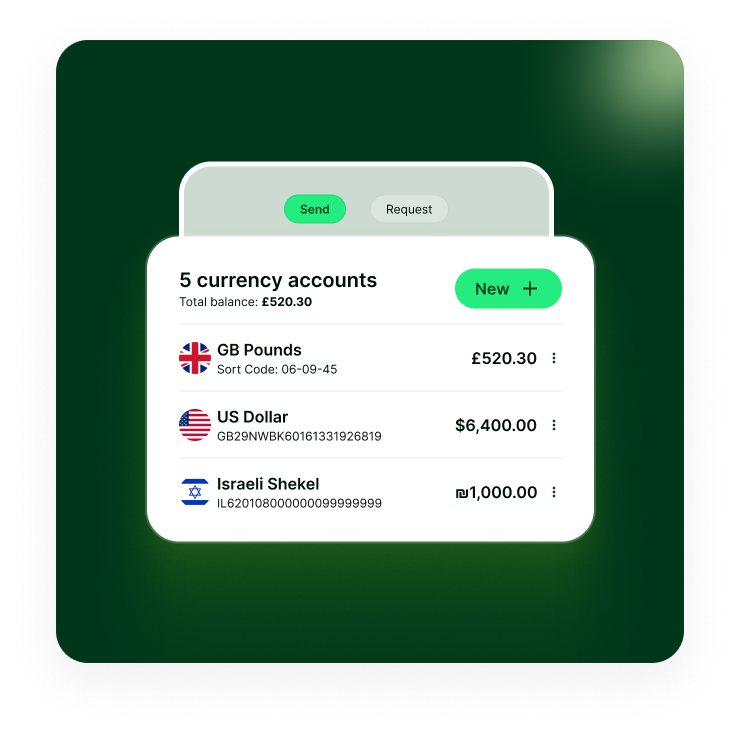 Send
Request
5 currency accounts
New
Total balance: £520.30
GB Pounds
£520.30
Sort Code: 06-09-45
US Dollar
$6,400.00
GB29NWBK60161331926819
Israeli Shekel
₪1,000.00
IL620108000000099999999